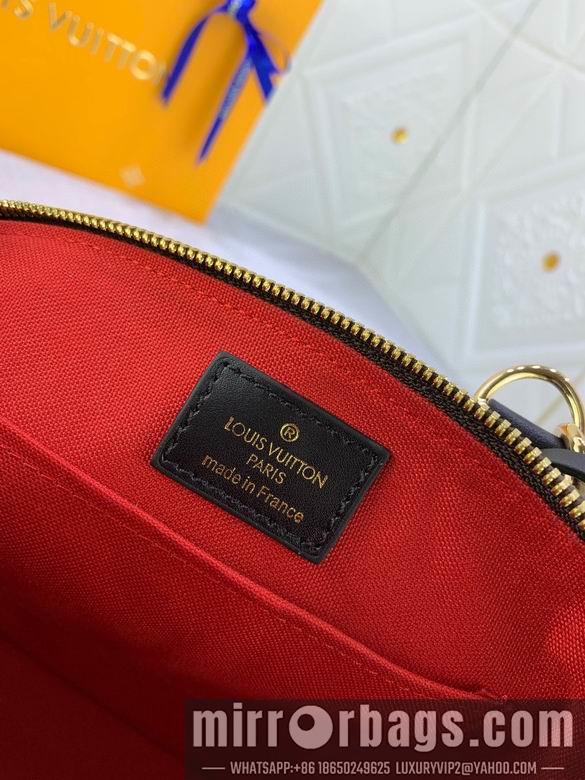 LOUIS VUITTON
®
LOUIS VUITTON
PARIS
made in France
mirrorbags.com
WHATSAPP:+86 18650249625 LUXURYVIP2@YAHOO.COM